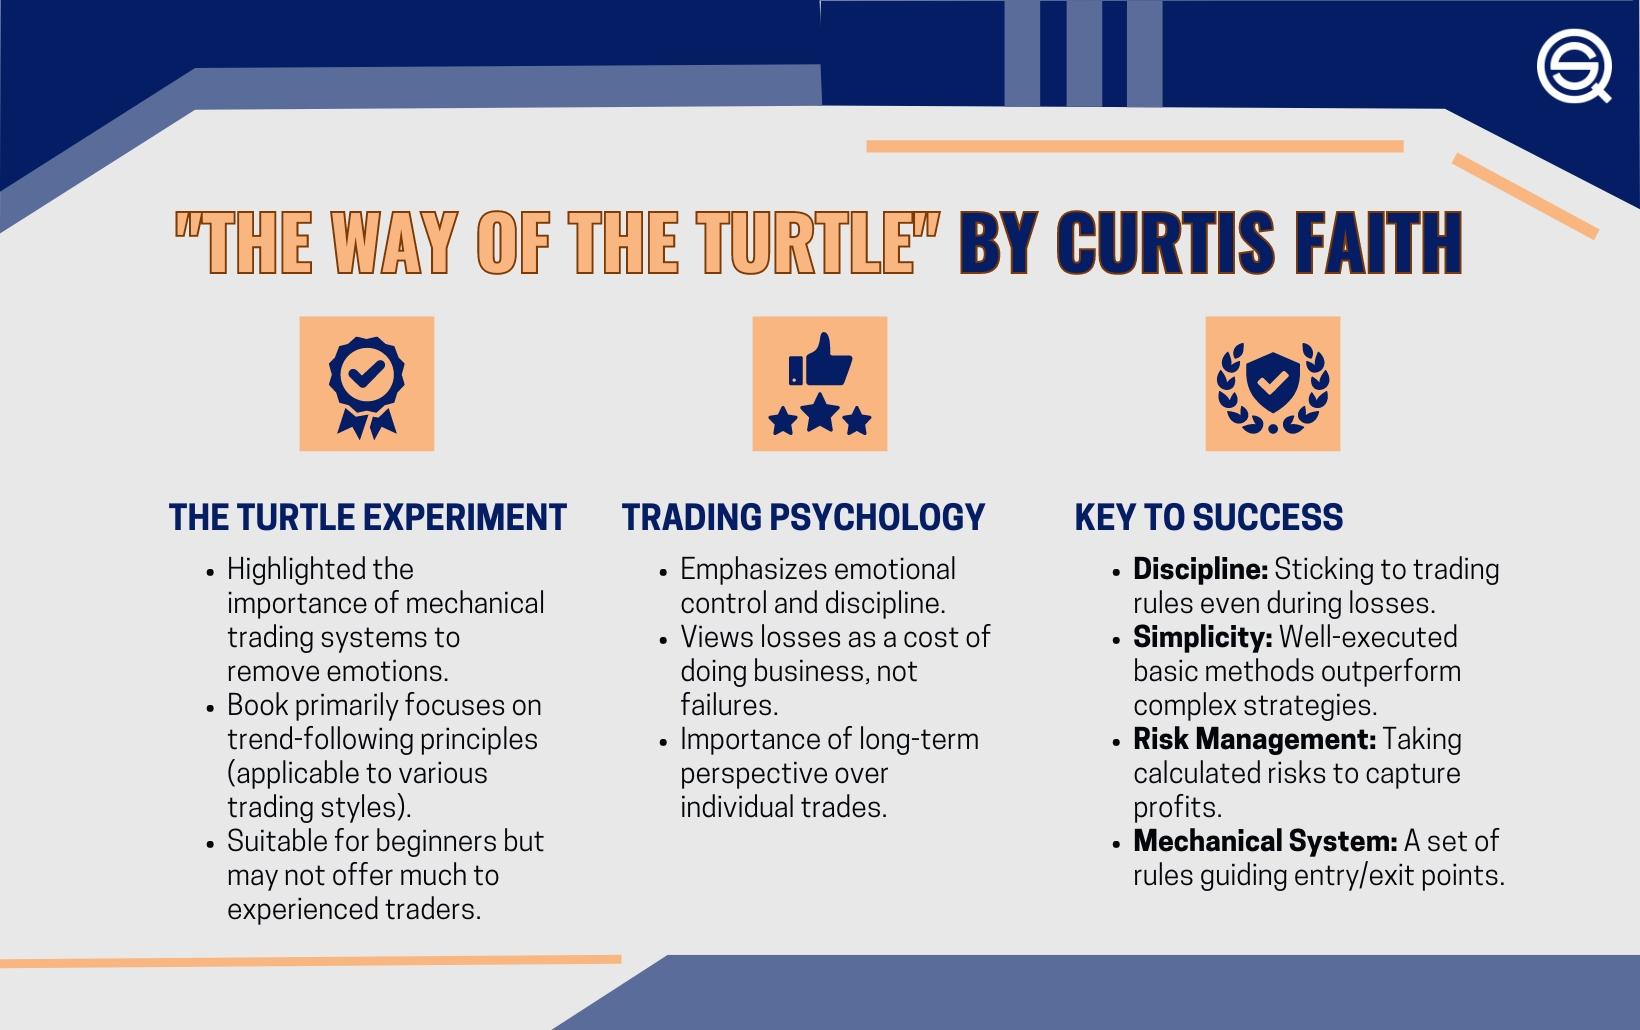 "THE WAY OF THE TURTLE" BY CURTIS FAITH
THE TURTLE EXPERIMENT
• Highlighted the
importance of mechanical
trading systems to
remove emotions.
• Book primarily focuses on
trend-following principles
(applicable to various
trading styles).
• Suitable for beginners but
may not offer much to
experienced traders.
TRADING PSYCHOLOGY
• Emphasizes emotional
control and discipline.
• Views losses as a cost of
doing business, not
failures.
• Importance of long-term
perspective over
individual trades.
KEY TO SUCCESS
• Discipline: Sticking to trading
rules even during losses.
• Simplicity: Well-executed
basic methods outperform
complex strategies.
• Risk Management: Taking
calculated risks to capture
profits.
• Mechanical System: A set of
rules guiding entry/exit points.